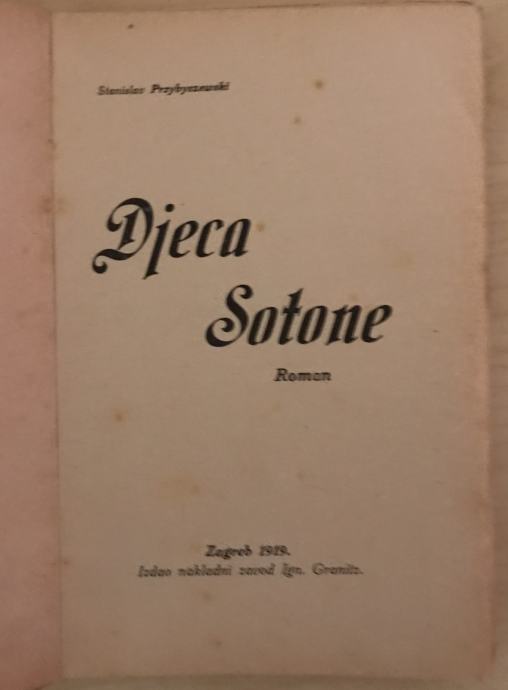 Stanislav Przybyszewski
Djeca
Sotone
Roman
Zagreb 1919.
Izdao nakladni zavod Ign. Granitz.